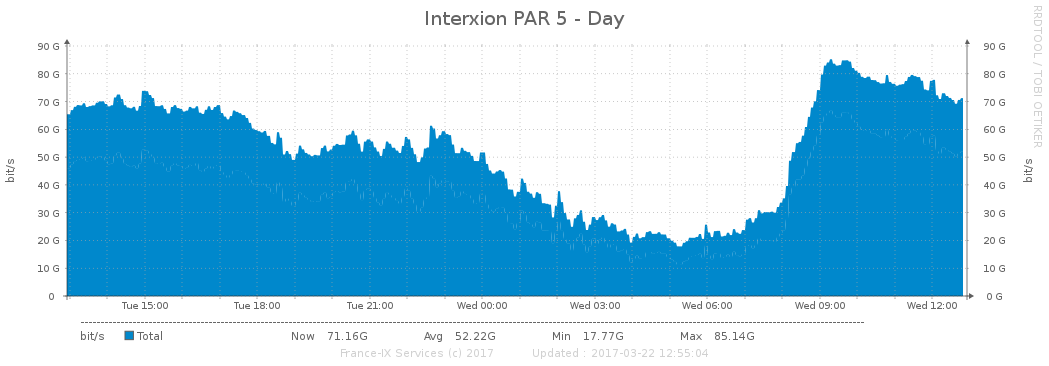 Interxion PAR 5 - Day
RRDTOOL / TOBI OETIKER
bit/s
90 G
80 G
70 G
60 G
50 G
40 G
30 G
20 G
10 G
0
90 G
80 G
70 G
60 G
50 G
40 G
30 G
20 G
10 G
0 G
bit/s
Tue 15:00 Tue 18:00 Tue 21:00 Wed 00:00 Wed 03:00 Wed 06:00 Wed 09:00 Wed 12:00
bit/s Total Now 71.16G Avg 52.22G Min 17.77G Max 85.14G
France-IX Services (c) 2017 Updated : 2017-03-22 12:55:04